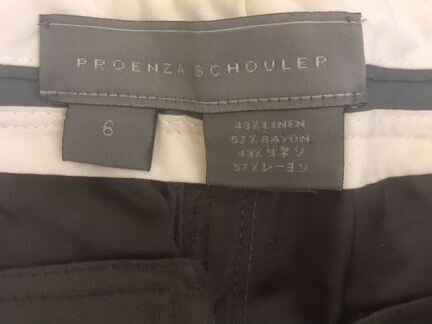 PROENZA SCHOULER
6
43% LINEN
57% RAYON
43% リネン
57% レーヨン